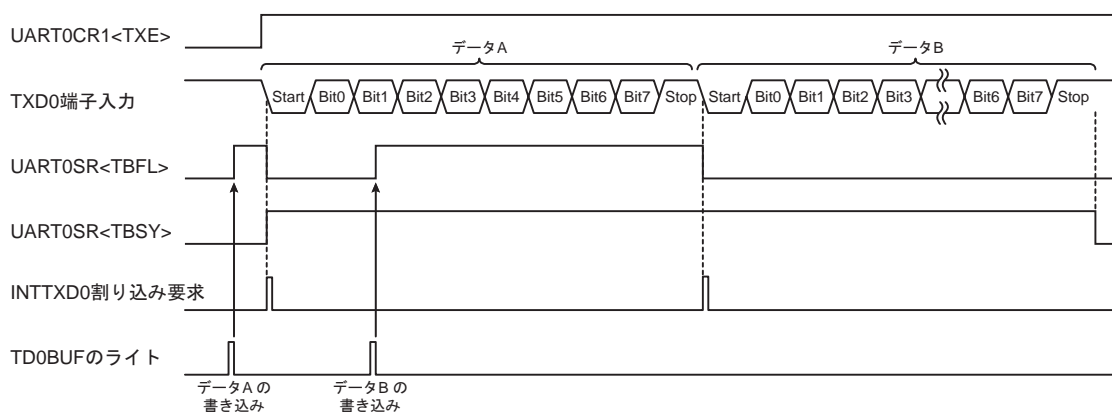 UART0CR1<TXE>
データA
データB
TXD0端子入力
Start Bit0 Bit1 Bit2 Bit3 Bit4 Bit5 Bit6 Bit7 Stop Start Bit0 Bit1 Bit2 Bit3 Bit6 Bit7 Stop
UART0SR<TBFL>
UART0SR<TBSY>
INTTXD0割り込み要求
TD0BUFのライト
データA の
書き込み
データB の
書き込み